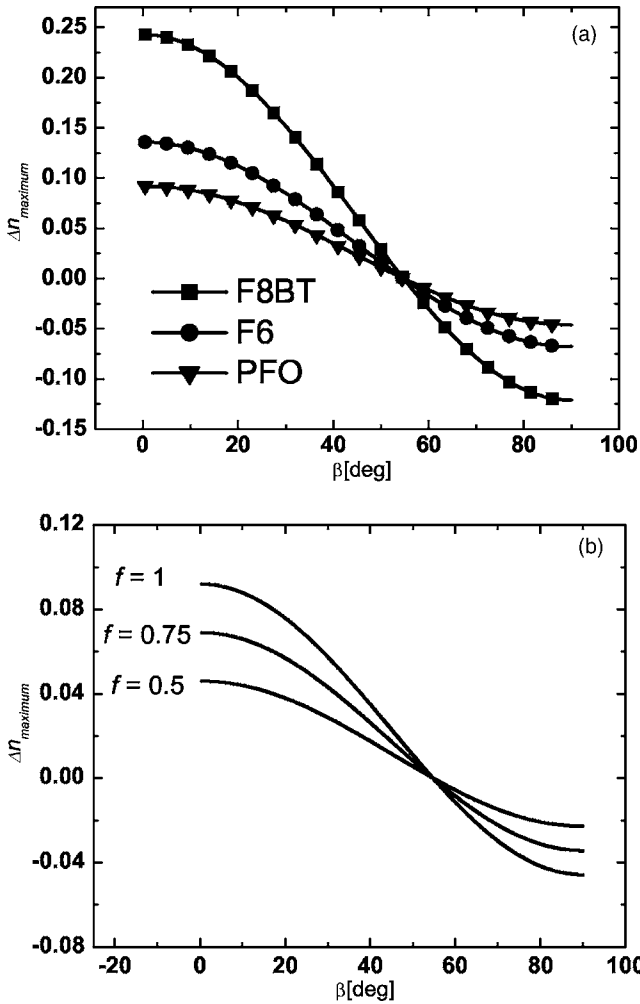 (a)
0.25
0.20
0.15
0.10
0.05
0.00
-0.05
-0.10
-0.15
Δn maximum
F8BT
F6
PFO
0 20 40 60 80 100
β[deg]
(b)
0.12
0.08
0.04
0.00
-0.04
-0.08
Δn maximum
f = 1
f = 0.75
f = 0.5
-20 0 20 40 60 80 100
β[deg]